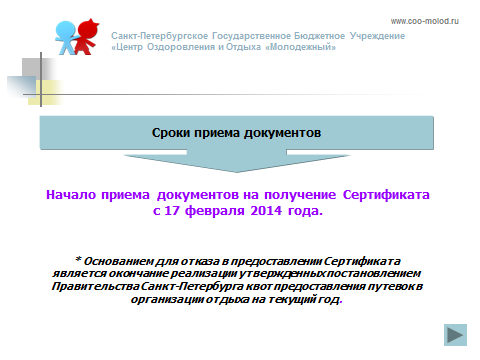 www.coo-molod.ru
Санкт-Петербургское Государственное Бюджетное Учреждение
«Центр Оздоровления и Отдыха «Молодежный»
Сроки приема документов
Начало приема документов на получение Сертификата
с 17 февраля 2014 года.
* Основанием для отказа в предоставлении Сертификата
является окончание реализации утвержденных постановлением
Правительства Санкт-Петербурга квот предоставления путевок в
организации отдыха на текущий год.